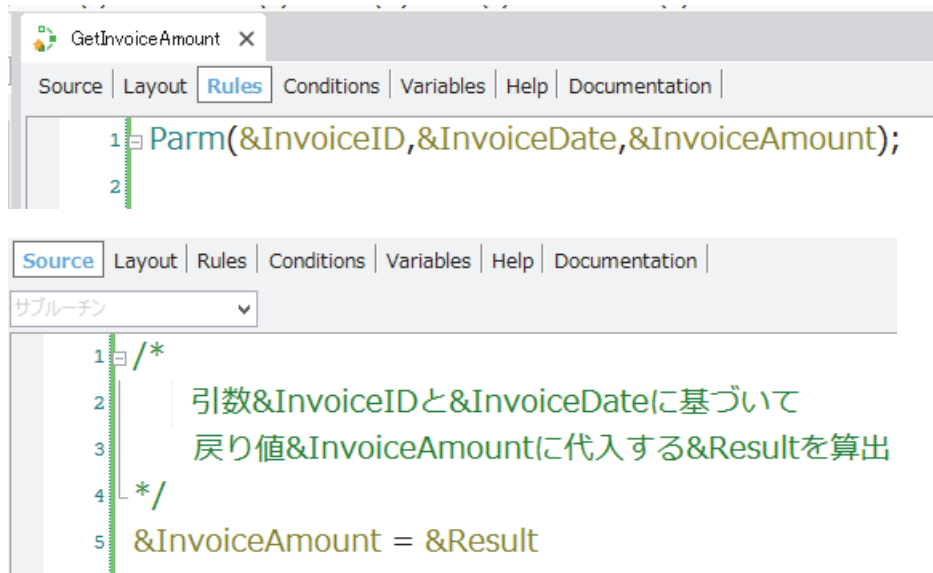 GetInvoiceAmount ×
Source Layout Rules Conditions Variables Help Documentation
1 Parm(&InvoiceID,&InvoiceDate,&InvoiceAmount);
2
Source Layout Rules Conditions Variables Help Documentation
サブルーチン
1 /*
2 引数&InvoiceIDと&InvoiceDateに基づいて
3 戻り値&InvoiceAmountに代入する&Resultを算出
4 */
5 &InvoiceAmount = &Result